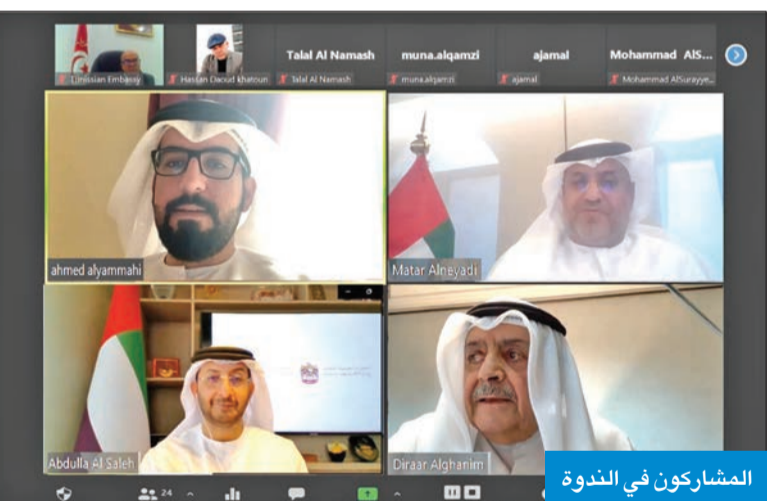 Talal Al Namash
muna.alqamzi
ajamal
Mohammad AlS...
Tunissian Embassy
Hassan Daoud khatoun
Talal Al Namash
muna.alqamzi
ajamal
Mohammad AlSurayye...
ahmed alyammahi
Matar Alneyadi
Abdulla Al Saleh
Diraar Alghanim
24
المشاركون في الندوة